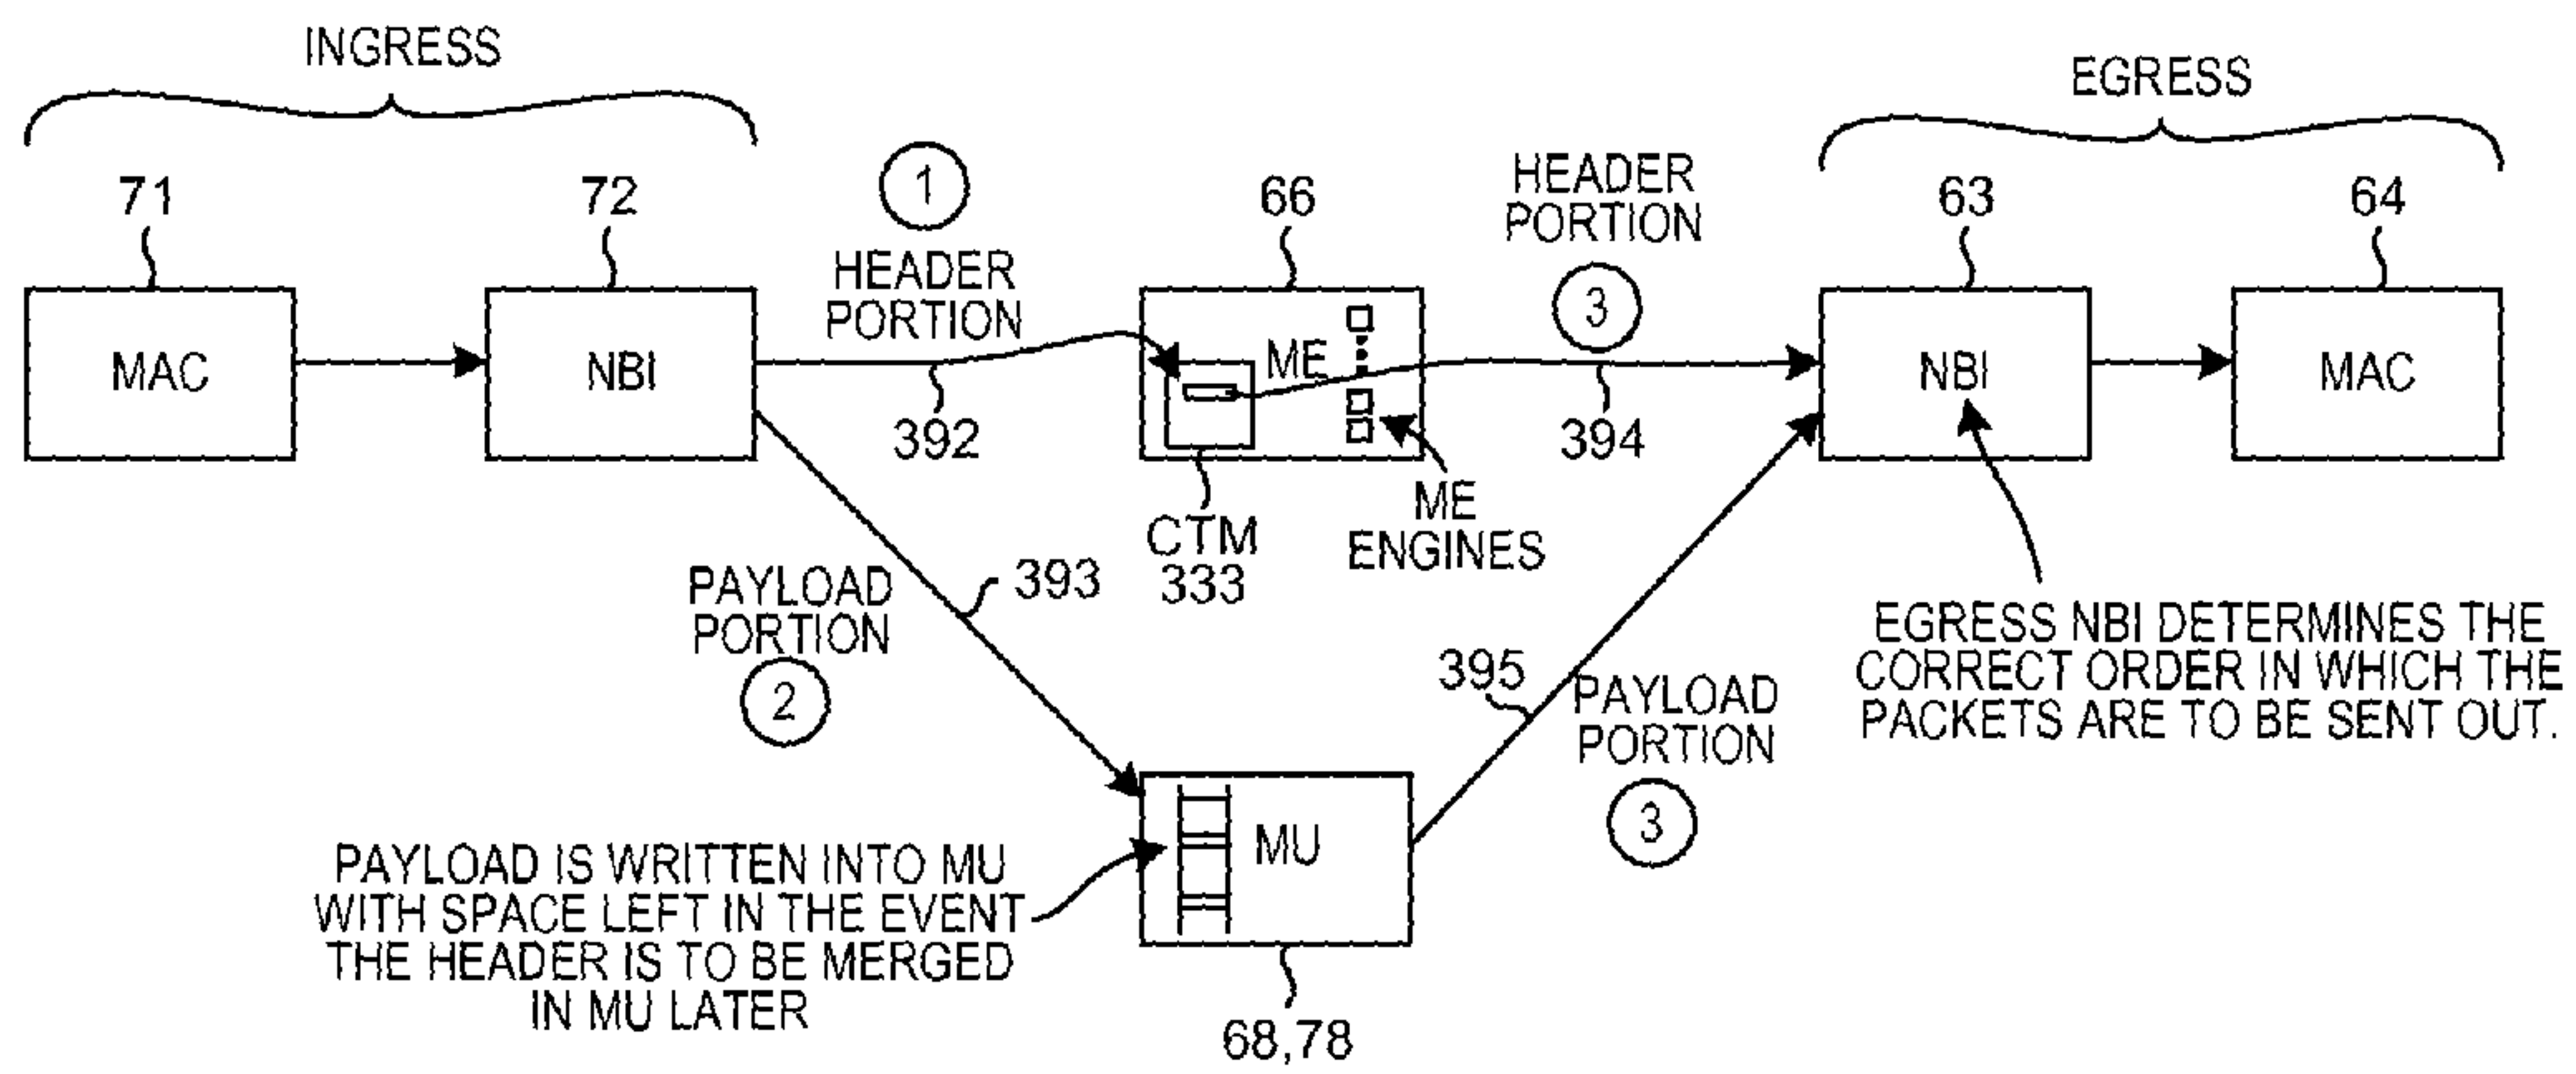 INGRESS
EGRESS
71
72
1
HEADER
PORTION
66
HEADER
PORTION
3
63
64
MAC
NBI
ME
NBI
MAC
392
394
CTM
333
ME
ENGINES
PAYLOAD
PORTION
2
393
395
PAYLOAD
PORTION
3
EGRESS NBI DETERMINES THE
CORRECT ORDER IN WHICH THE
PACKETS ARE TO BE SENT OUT.
PAYLOAD IS WRITTEN INTO MU
WITH SPACE LEFT IN THE EVENT
THE HEADER IS TO BE MERGED
IN MU LATER
MU
68,78